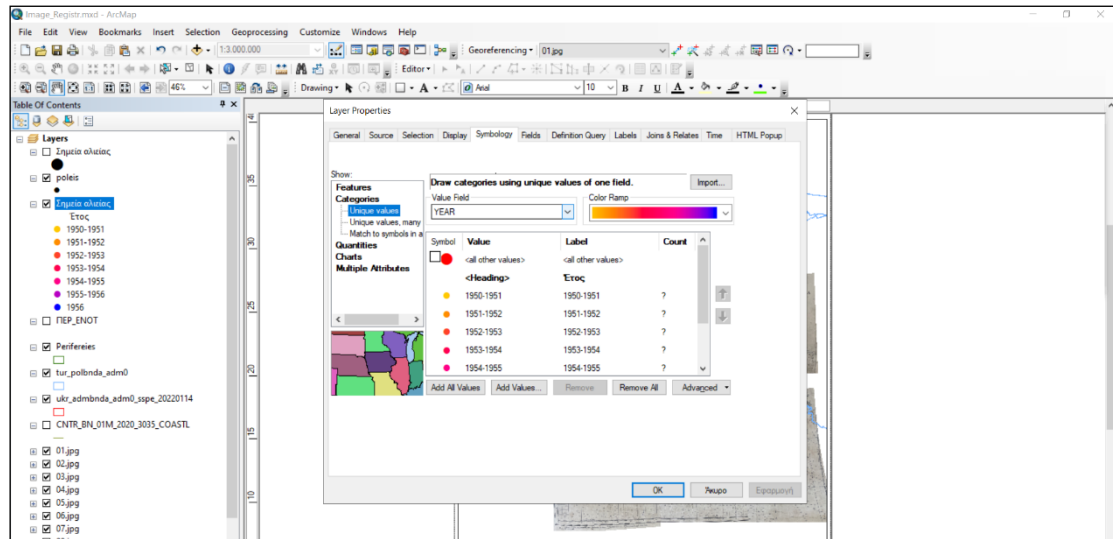 Image_Registr.mxd - ArcMap
File Edit View Bookmarks Insert Selection Geoprocessing Customize Windows Help
1:3.000.000 Georeferencing 01.jpg
Editor
46% Drawing Arial 10 B I U A
Table Of Contents
Layers
Σημεία αλιείας
poleis
Σημεία αλιείας
Έτος
1950-1951
1951-1952
1952-1953
1953-1954
1954-1955
1955-1956
1956
ΠΕΡ_ΕΝΟΤ
Perifereies
tur_polbnda_adm0
ukr_admbnda_adm0_sspe_20220114
CNTR_BN_01M_2020_3035_COASTL
01.jpg
02.jpg
03.jpg
04.jpg
05.jpg
06.jpg
07.jpg
35
30
25
20
15
10
Layer Properties
General Source Selection Display Symbology Fields Definition Query Labels Joins & Relates Time HTML Popup
Show:
Features
Categories
Unique values
Unique values, many
Match to symbols in a
Quantities
Charts
Multiple Attributes
Draw categories using unique values of one field.
Import...
Value Field
Color Ramp
YEAR
Symbol Value Label Count
<all other values> <all other values>
<Heading> Έτος
1950-1951 1950-1951 ?
1951-1952 1951-1952 ?
1952-1953 1952-1953 ?
1953-1954 1953-1954 ?
1954-1955 1954-1955 ?
Add All Values Add Values... Remove Remove All Advanced
OK Άκυρο Εφαρμογή